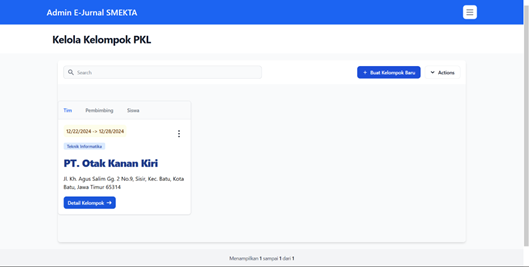 Admin E-Jurnal SMEKTA
Kelola Kelompok PKL
Search
+ Buat Kelompok Baru
Actions
Tim
Pembimbing
Siswa
12/22/2024 -> 12/28/2024
Teknik Informatika
PT. Otak Kanan Kiri
Jl. Kh. Agus Salim Gg. 2 No.9, Sisir, Kec. Batu, Kota
Batu, Jawa Timur 65314
Detail Kelompok →
Menampilkan 1 sampai 1 dari 1